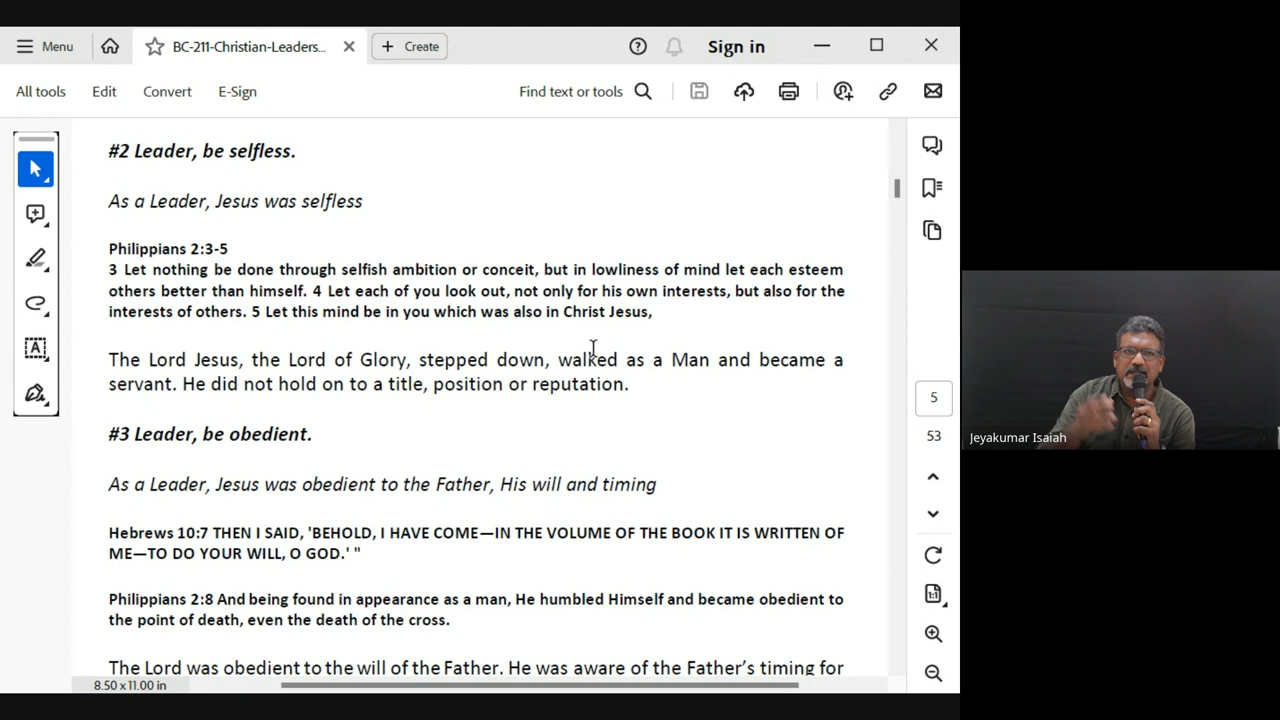 Menu
BC-211-Christian-Leaders...
Create
Sign in
All tools
Edit
Convert
E-Sign
Find text or tools
#2 Leader, be selfless.
As a Leader, Jesus was selfless
Philippians 2:3-5
3 Let nothing be done through selfish ambition or conceit, but in lowliness of mind let each esteem
others better than himself. 4 Let each of you look out, not only for his own interests, but also for the
interests of others. 5 Let this mind be in you which was also in Christ Jesus,
The Lord Jesus, the Lord of Glory, stepped down, walked as a Man and became a
servant. He did not hold on to a title, position or reputation.
#3 Leader, be obedient.
As a Leader, Jesus was obedient to the Father, His will and timing
Hebrews 10:7 THEN I SAID, 'BEHOLD, I HAVE COME—IN THE VOLUME OF THE BOOK IT IS WRITTEN OF
ME—TO DO YOUR WILL, O GOD.' "
Philippians 2:8 And being found in appearance as a man, He humbled Himself and became obedient to
the point of death, even the death of the cross.
The Lord was obedient to the will of the Father. He was aware of the Father's timing for
8.50 x 11.00 in
5
53
1:1
Jeyakumar Isaiah